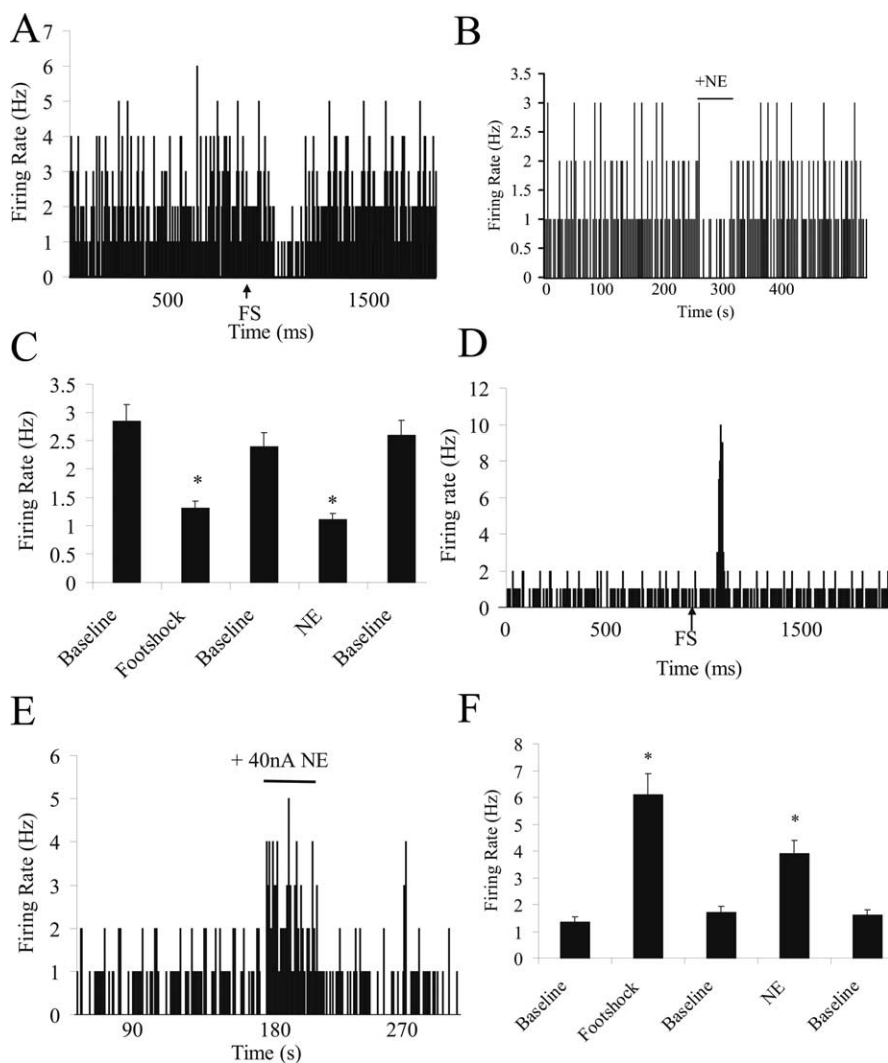 A
Firing Rate (Hz)
7
6
5
4
3
2
1
0
500
1500
FS
Time (ms)
B
Firing Rate (Hz)
+NE
3.5
3
2.5
2
1.5
1
0.5
0
0 100 200 300 400
Time (s)
C
Firing Rate (Hz)
3.5
3
2.5
2
1.5
1
0.5
0
*
*
Baseline
Footshock
Baseline
NE
Baseline
D
Firing rate (Hz)
12
10
8
6
4
2
0
0 500 1500
FS
Time (ms)
E
Firing Rate (Hz)
+ 40nA NE
6
5
4
3
2
1
0
90 180 270
Time (s)
F
Firing Rate (Hz)
8
7
6
5
4
3
2
1
0
*
*
Baseline
Footshock
Baseline
NE
Baseline